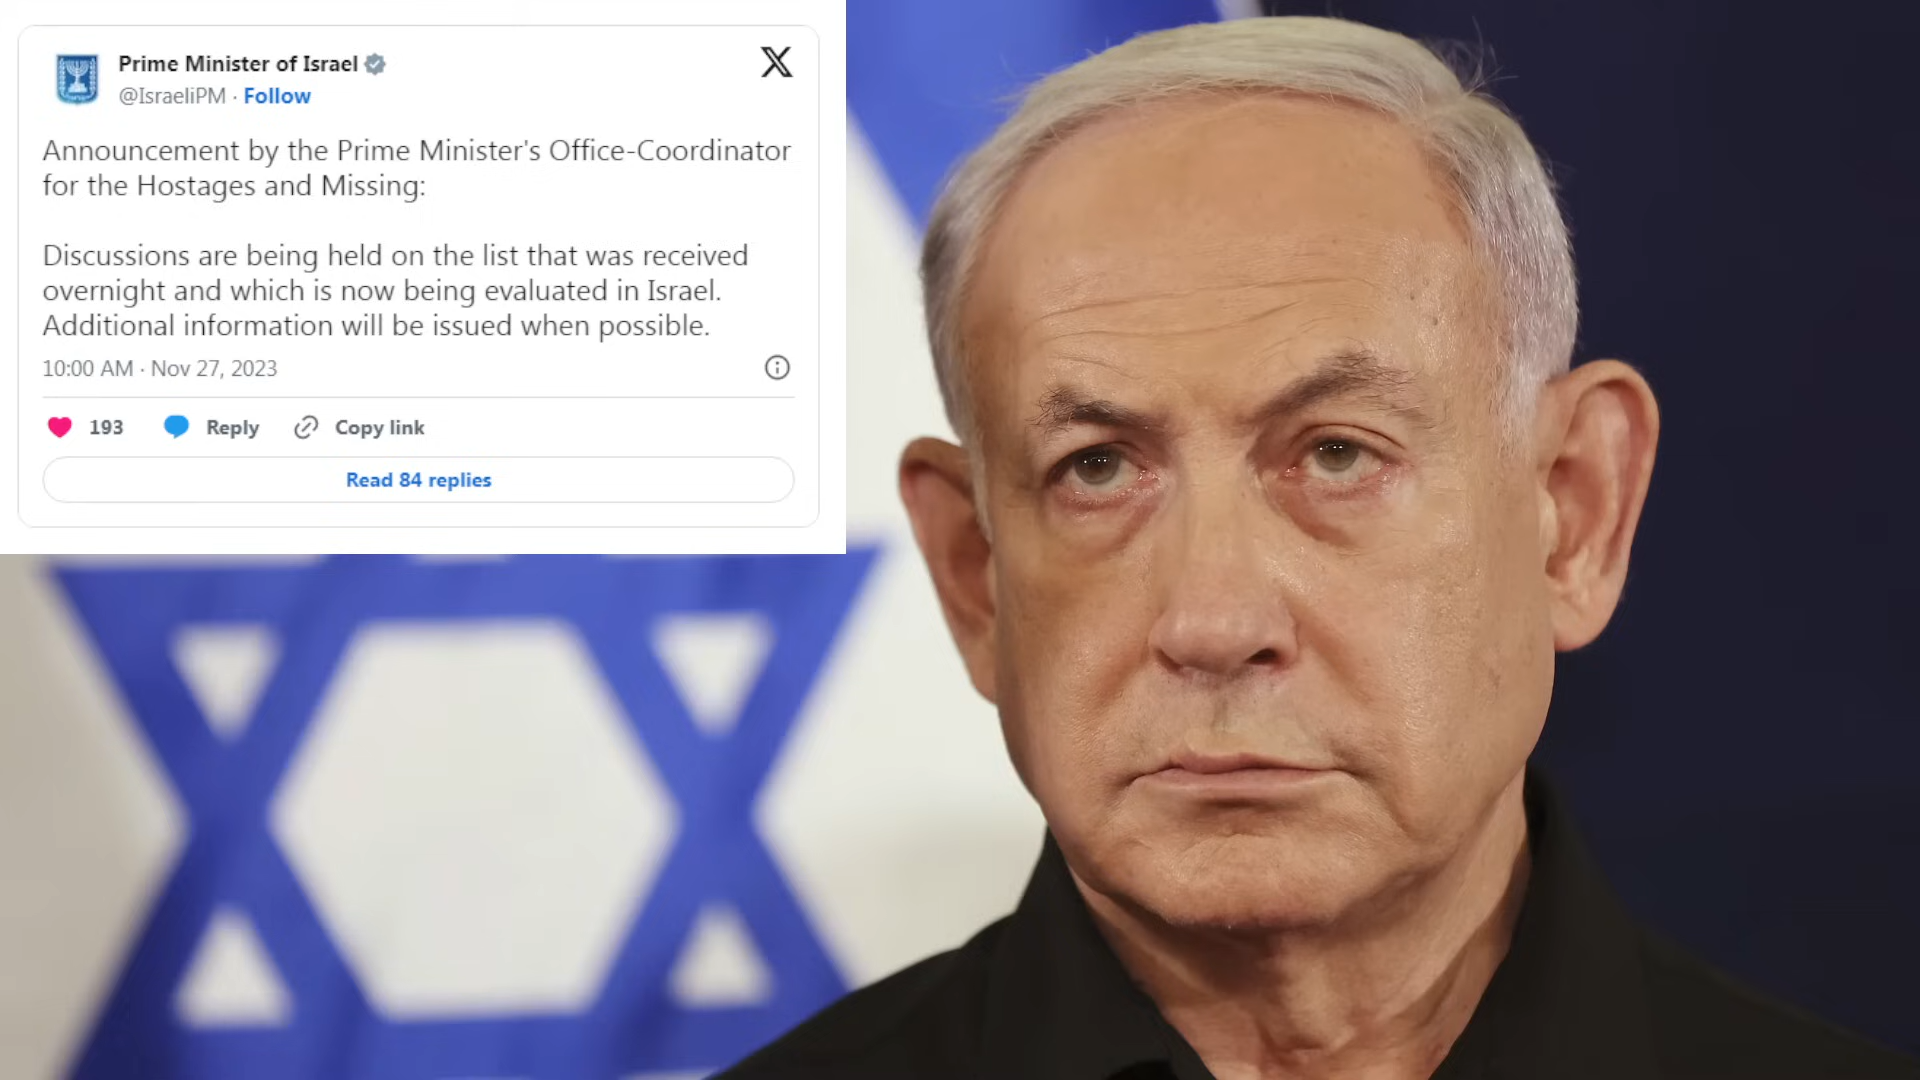 Prime Minister of Israel
@IsraeliPM · Follow
Announcement by the Prime Minister's Office-Coordinator
for the Hostages and Missing:
Discussions are being held on the list that was received
overnight and which is now being evaluated in Israel.
Additional information will be issued when possible.
10:00 AM · Nov 27, 2023
193 Reply Copy link
Read 84 replies